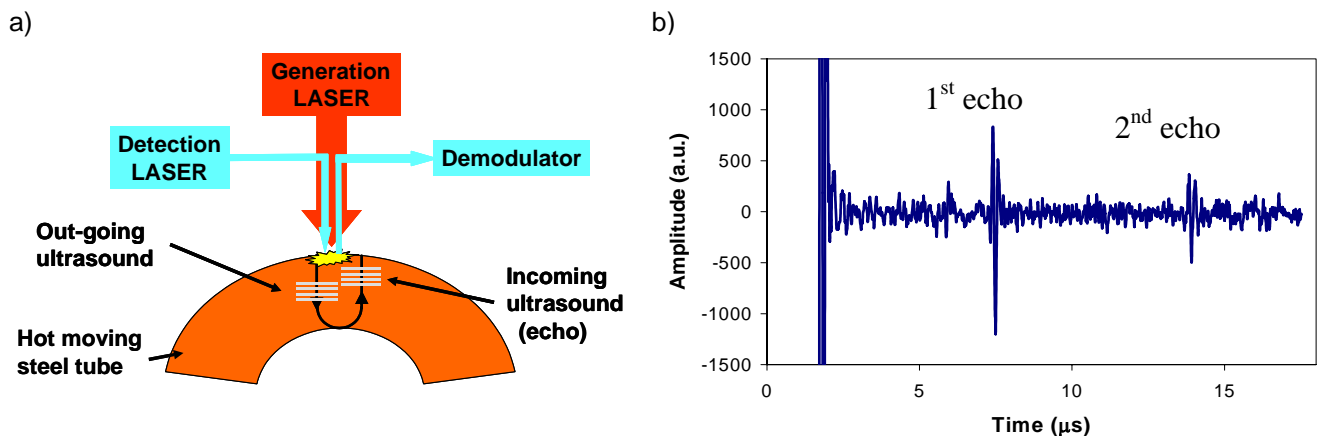 a)
Generation
LASER
Detection
LASER
Demodulator
Out-going
ultrasound
Incoming
ultrasound
(echo)
Hot moving
steel tube
b)
1500
1000
500
0
-500
-1000
-1500
Amplitude (a.u.)
1st echo
2nd echo
0
5
10
15
Time (μs)